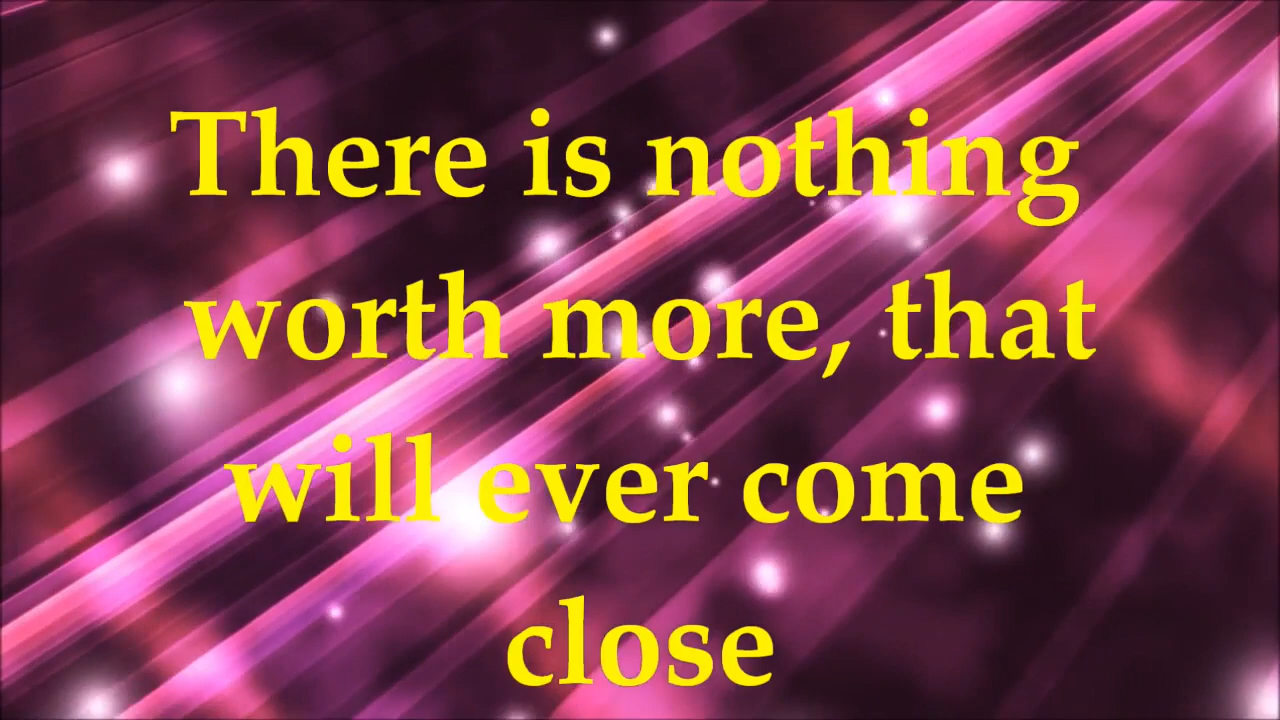 There is nothing
worth more, that
will ever come
close